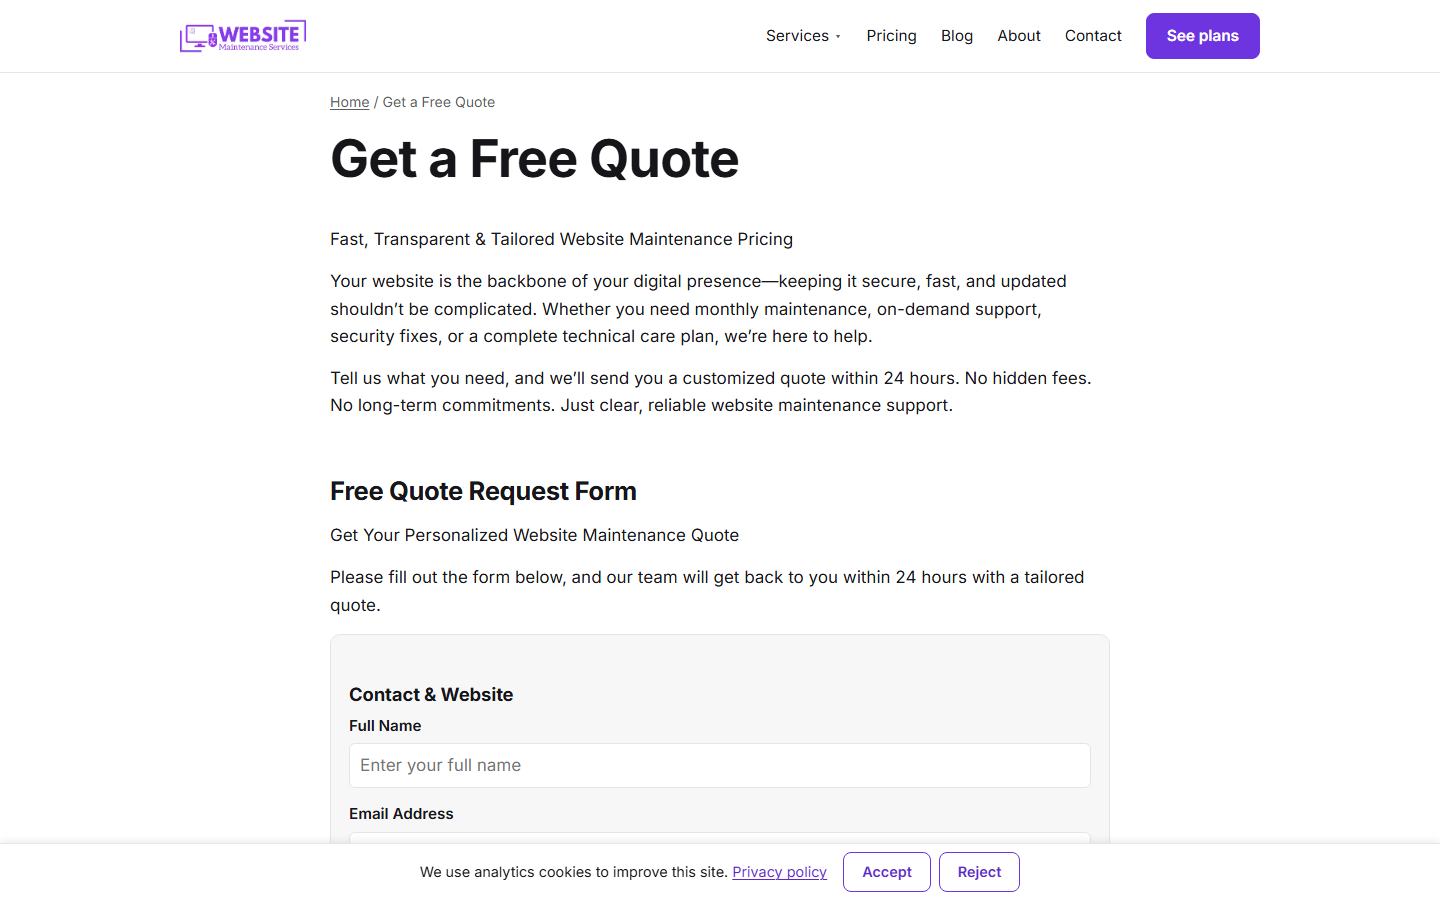 WEBSITE
Maintenance Services
Services
Pricing
Blog
About
Contact
See plans
Home / Get a Free Quote
Get a Free Quote
Fast, Transparent & Tailored Website Maintenance Pricing
Your website is the backbone of your digital presence—keeping it secure, fast, and updated
shouldn’t be complicated. Whether you need monthly maintenance, on-demand support,
security fixes, or a complete technical care plan, we’re here to help.
Tell us what you need, and we’ll send you a customized quote within 24 hours. No hidden fees.
No long-term commitments. Just clear, reliable website maintenance support.
Free Quote Request Form
Get Your Personalized Website Maintenance Quote
Please fill out the form below, and our team will get back to you within 24 hours with a tailored
quote.
Contact & Website
Full Name
Enter your full name
Email Address
We use analytics cookies to improve this site. Privacy policy
Accept
Reject